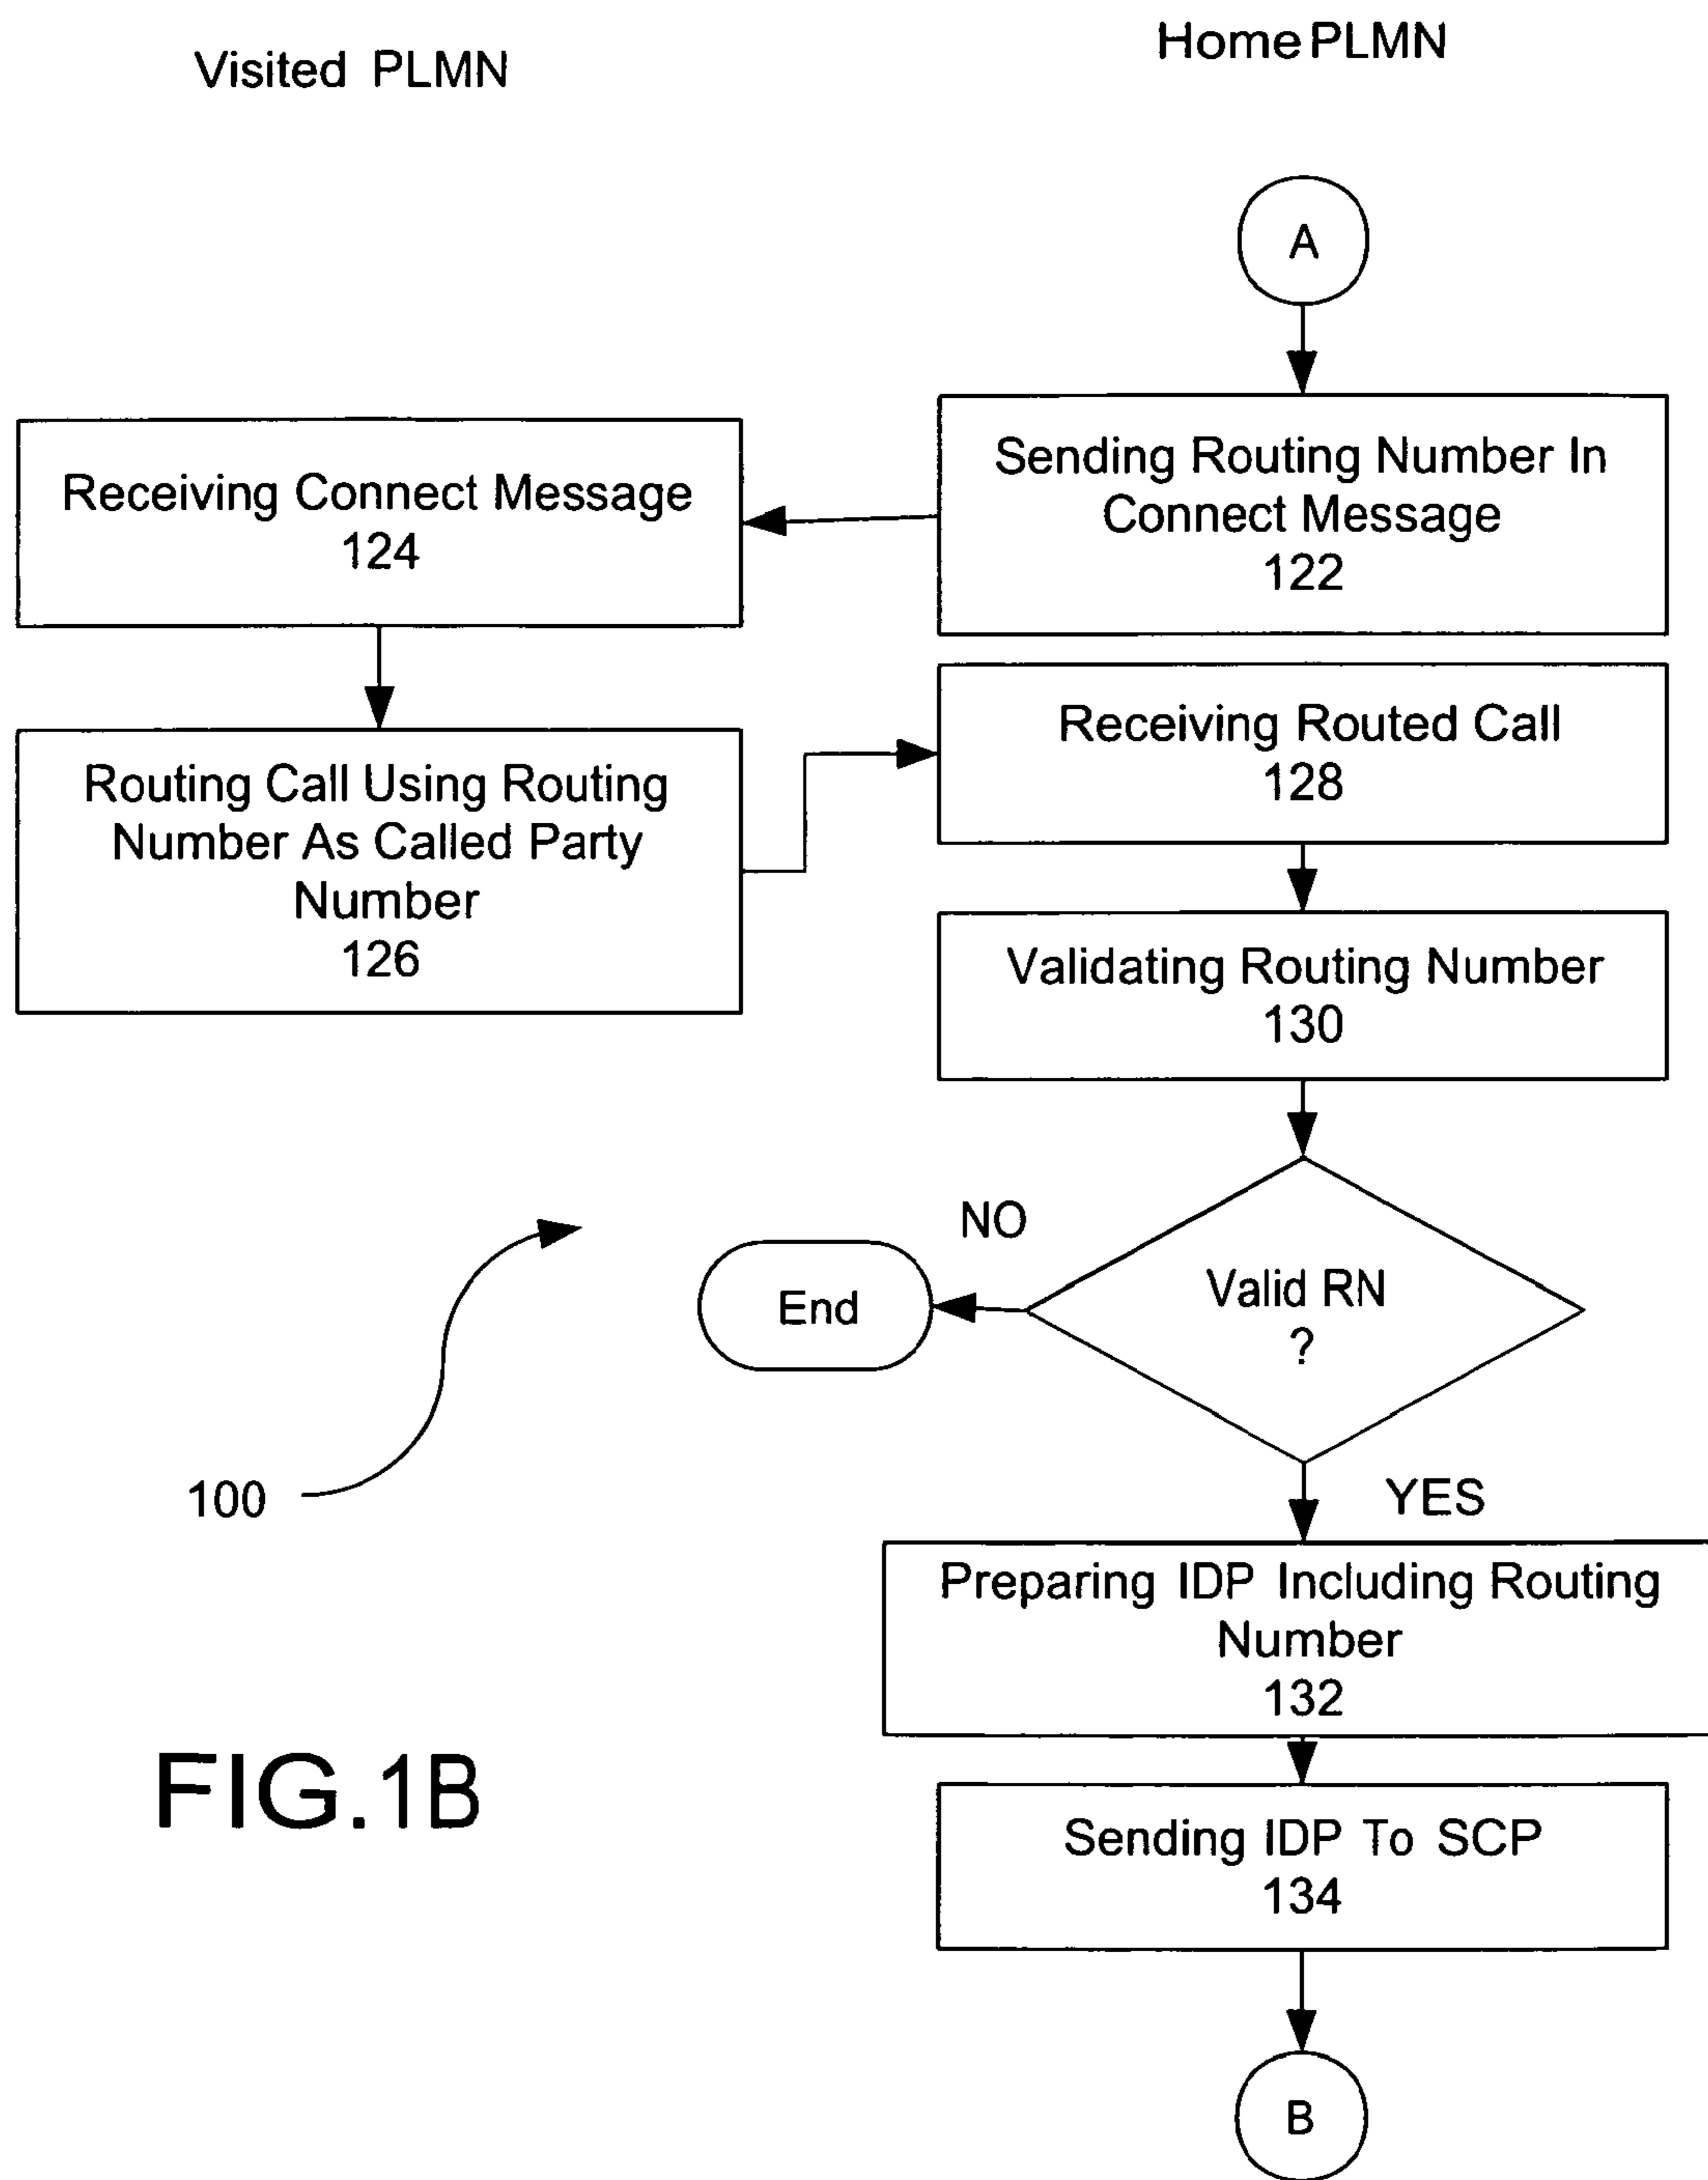 Visited PLMN
Home PLMN
A
Sending Routing Number In
Connect Message
122
Receiving Connect Message
124
Routing Call Using Routing
Number As Called Party
Number
126
Receiving Routed Call
128
Validating Routing Number
130
Valid RN
?
NO
End
YES
100
Preparing IDP Including Routing
Number
132
Sending IDP To SCP
134
B
FIG.1B